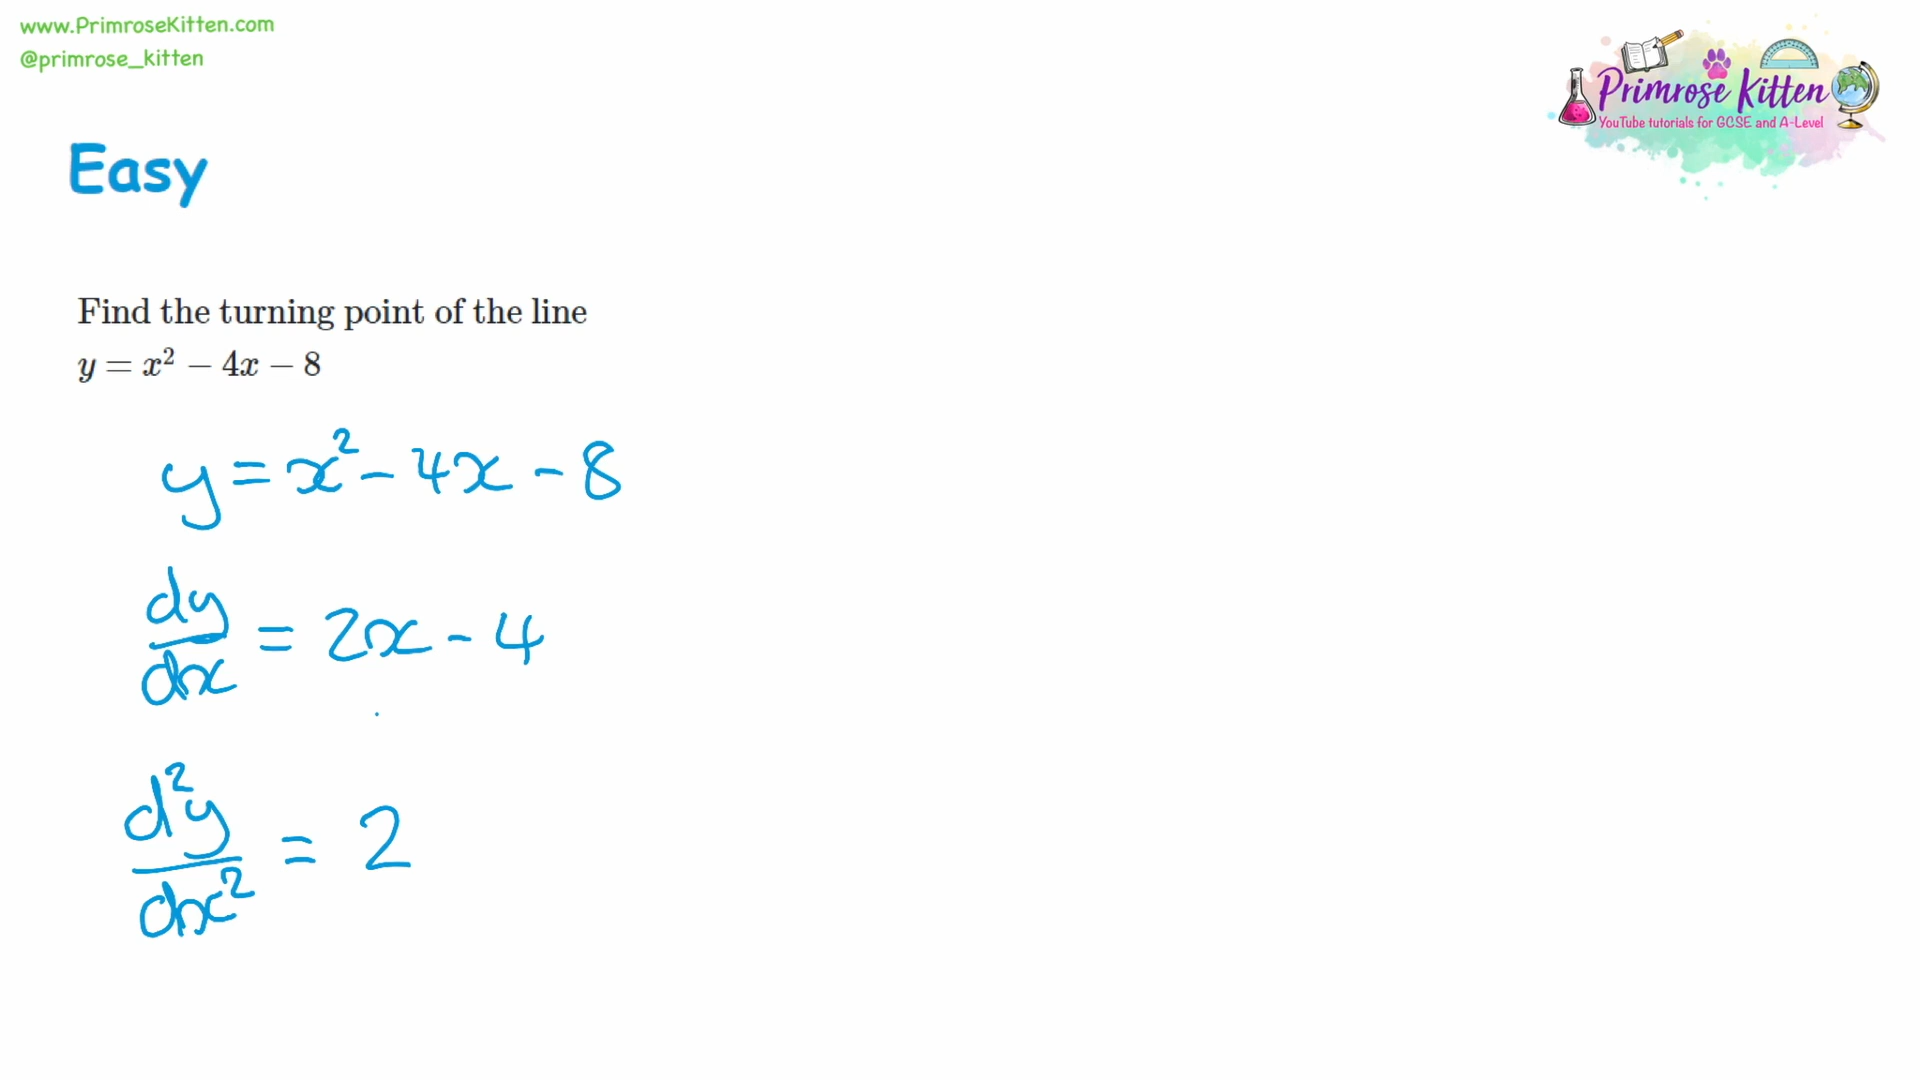 www.PrimroseKitten.com
@primrose_kitten
Primrose Kitten
YouTube tutorials for GCSE and A-Level
Easy
Find the turning point of the line
y = x² − 4x − 8
y = x² - 4x - 8
dy/dx = 2x - 4
d²y/dx² = 2